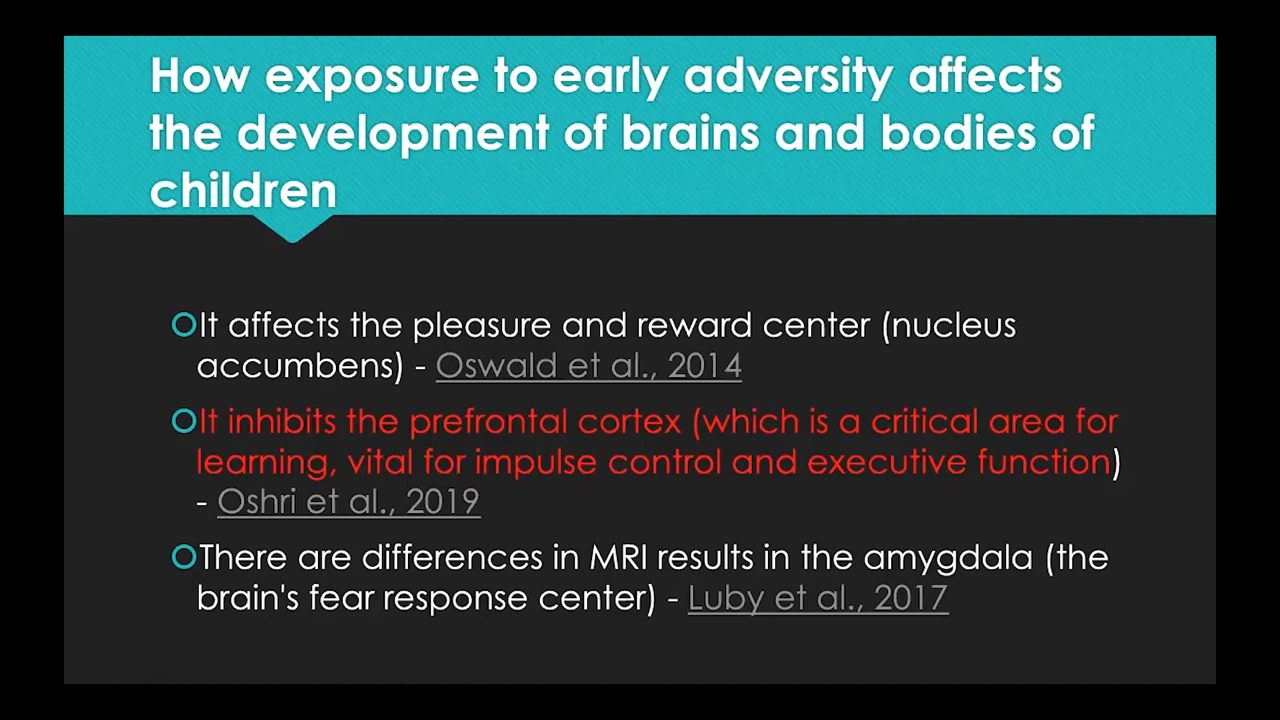 How exposure to early adversity affects
the development of brains and bodies of
children
It affects the pleasure and reward center (nucleus
accumbens) - Oswald et al., 2014
It inhibits the prefrontal cortex (which is a critical area for
learning, vital for impulse control and executive function)
- Oshri et al., 2019
There are differences in MRI results in the amygdala (the
brain's fear response center) - Luby et al., 2017